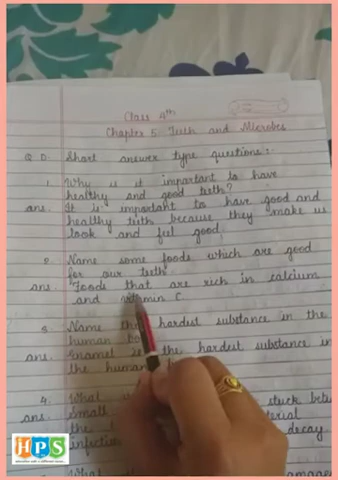 Class 4th
Chapter 5 Teeth and Microbes
Q D. Short answer type questions:-
1. Why is it important to have
healthy and good teeth?
ans. It is important to have good and
healthy teeth because they make us
look and feel good
2. Name some foods which are good
for our teeth
ans. Foods that are rich in calcium
and vitamin C
3. Name the hardest substance in the
human
ans. Enamel is the hardest substance in
the human
4. What is stuck
ans. small
the decay
HPS